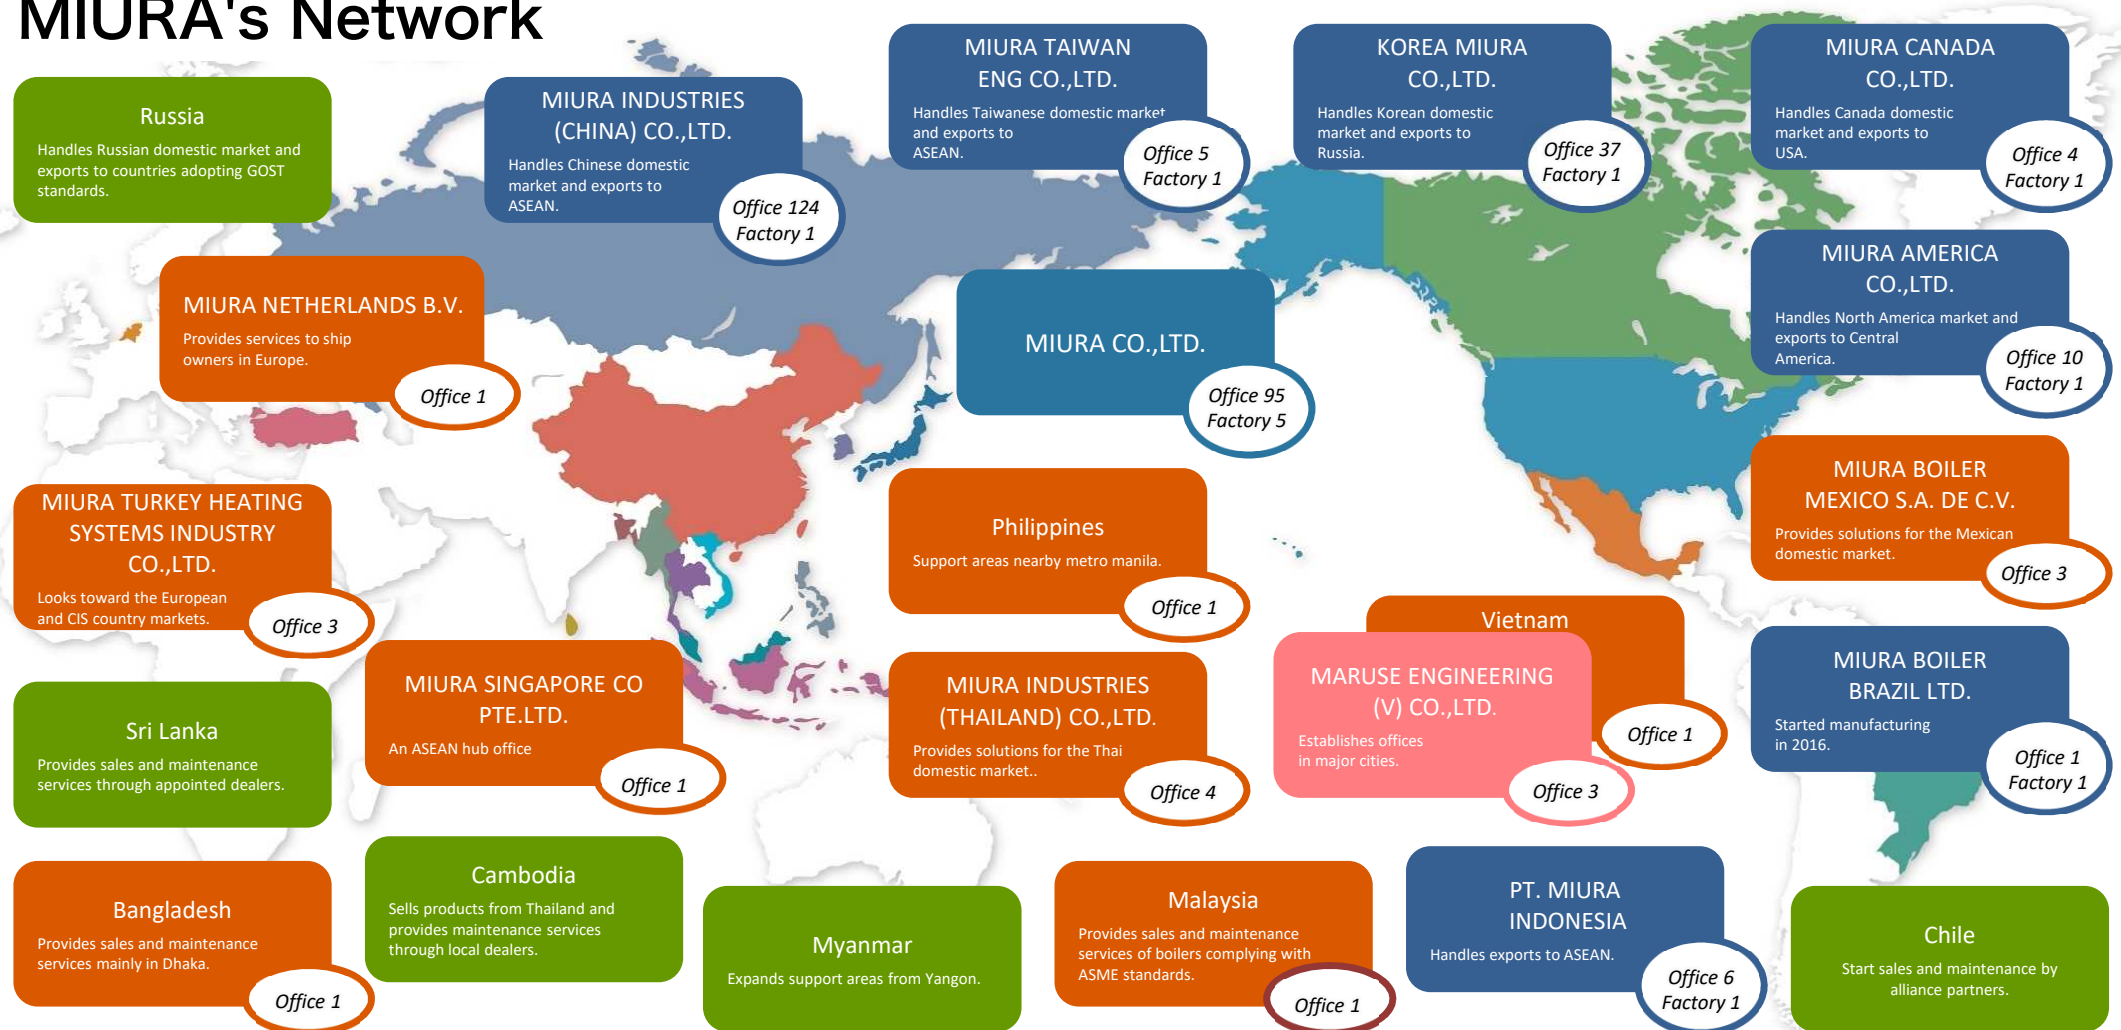 MIURA's Network
Russia
Handles Russian domestic market and
exports to countries adopting GOST
standards.
MIURA INDUSTRIES
(CHINA) CO.,LTD.
Handles Chinese domestic
market and exports to
ASEAN.
Office 124
Factory 1
MIURA TAIWAN
ENG CO.,LTD.
Handles Taiwanese domestic market
and exports to
ASEAN.
Office 5
Factory 1
KOREA MIURA
CO.,LTD.
Handles Korean domestic
market and exports to
Russia.
Office 37
Factory 1
MIURA CANADA
CO.,LTD.
Handles Canada domestic
market and exports to
USA.
Office 4
Factory 1
MIURA NETHERLANDS B.V.
Provides services to ship
owners in Europe.
Office 1
MIURA CO.,LTD.
Office 95
Factory 5
MIURA AMERICA
CO.,LTD.
Handles North America market and
exports to Central
America.
Office 10
Factory 1
MIURA TURKEY HEATING
SYSTEMS INDUSTRY
CO.,LTD.
Looks toward the European
and CIS country markets.
Office 3
Philippines
Support areas nearby metro manila.
Office 1
MIURA BOILER
MEXICO S.A. DE C.V.
Provides solutions for the Mexican
domestic market.
Office 3
Sri Lanka
Provides sales and maintenance
services through appointed dealers.
MIURA SINGAPORE CO
PTE.LTD.
An ASEAN hub office
Office 1
MIURA INDUSTRIES
(THAILAND) CO.,LTD.
Provides solutions for the Thai
domestic market..
Office 4
Vietnam
Office 1
MARUSE ENGINEERING
(V) CO.,LTD.
Establishes offices
in major cities.
Office 3
MIURA BOILER
BRAZIL LTD.
Started manufacturing
in 2016.
Office 1
Factory 1
Bangladesh
Provides sales and maintenance
services mainly in Dhaka.
Office 1
Cambodia
Sells products from Thailand and
provides maintenance services
through local dealers.
Myanmar
Expands support areas from Yangon.
Malaysia
Provides sales and maintenance
services of boilers complying with
ASME standards.
Office 1
PT. MIURA
INDONESIA
Handles exports to ASEAN.
Office 6
Factory 1
Chile
Start sales and maintenance by
alliance partners.